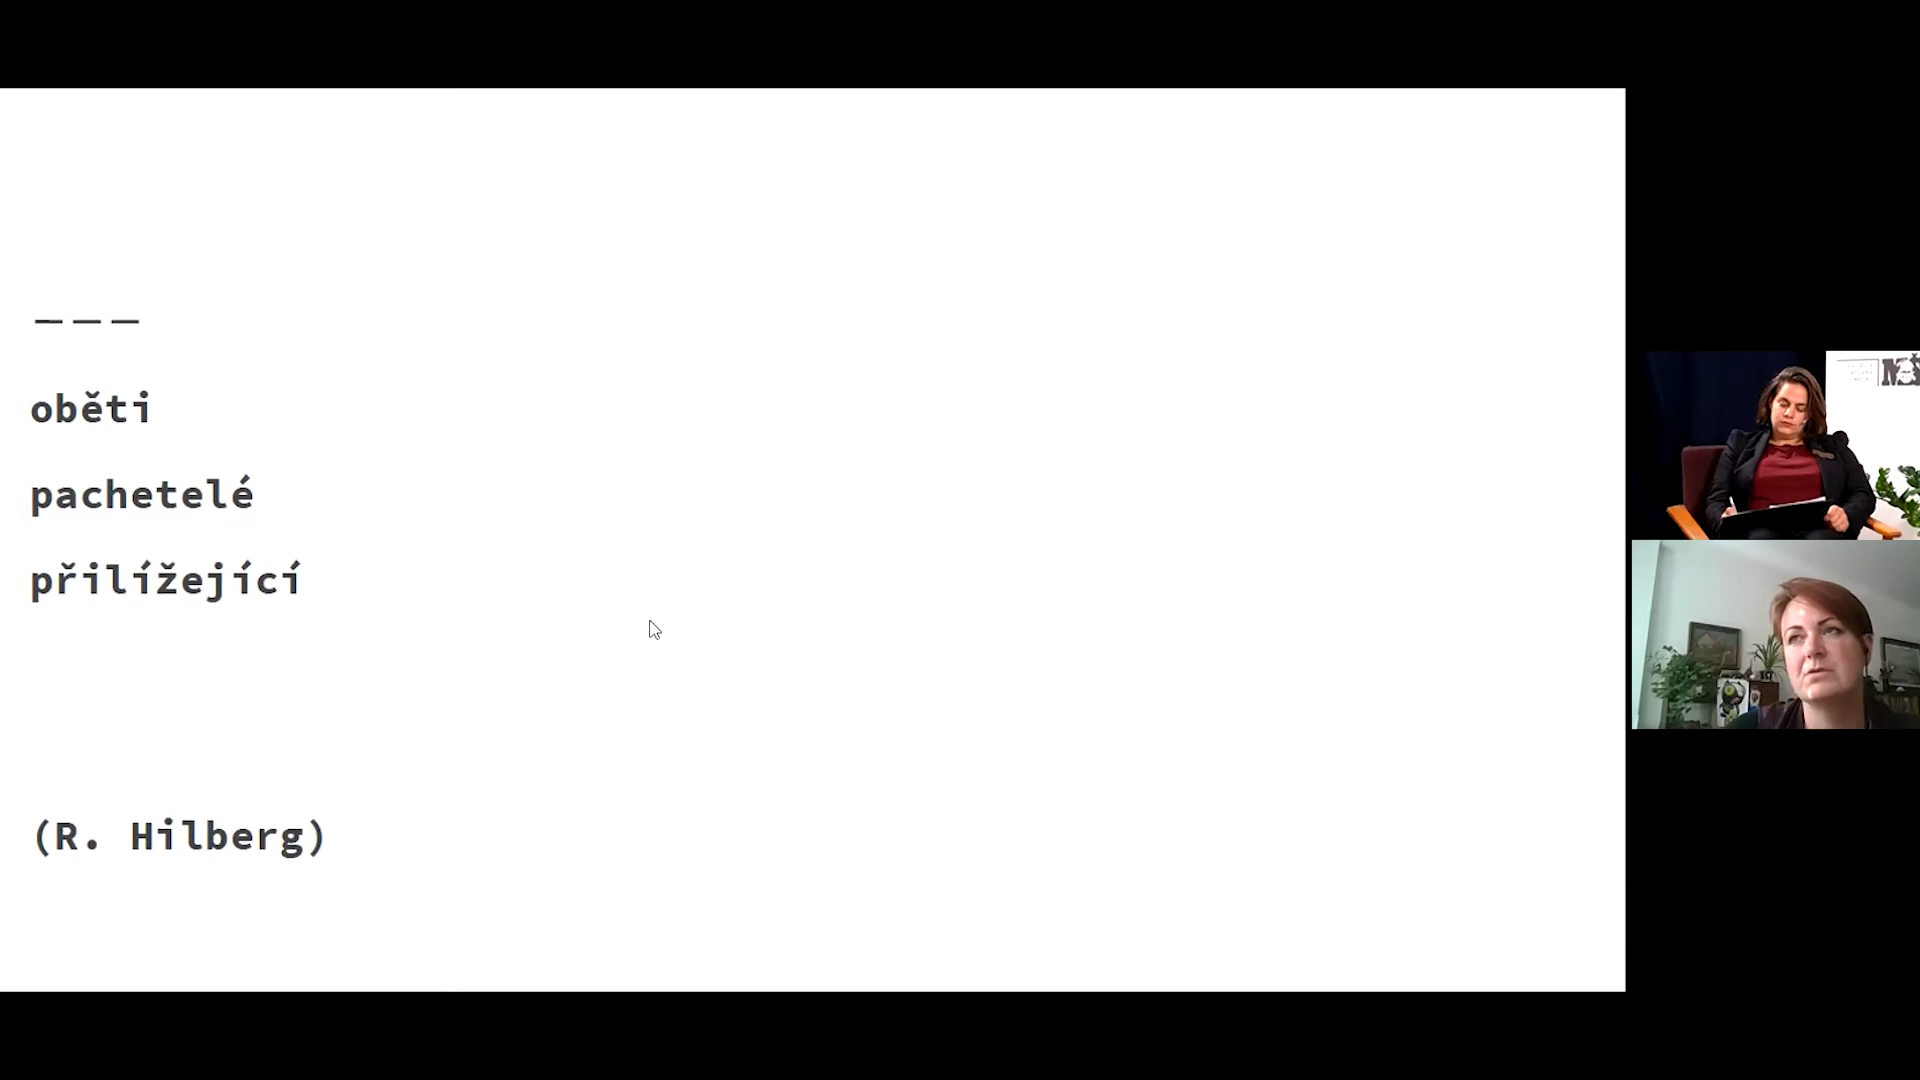 ———
oběti
pachetelé
přilížející
(R. Hilberg)